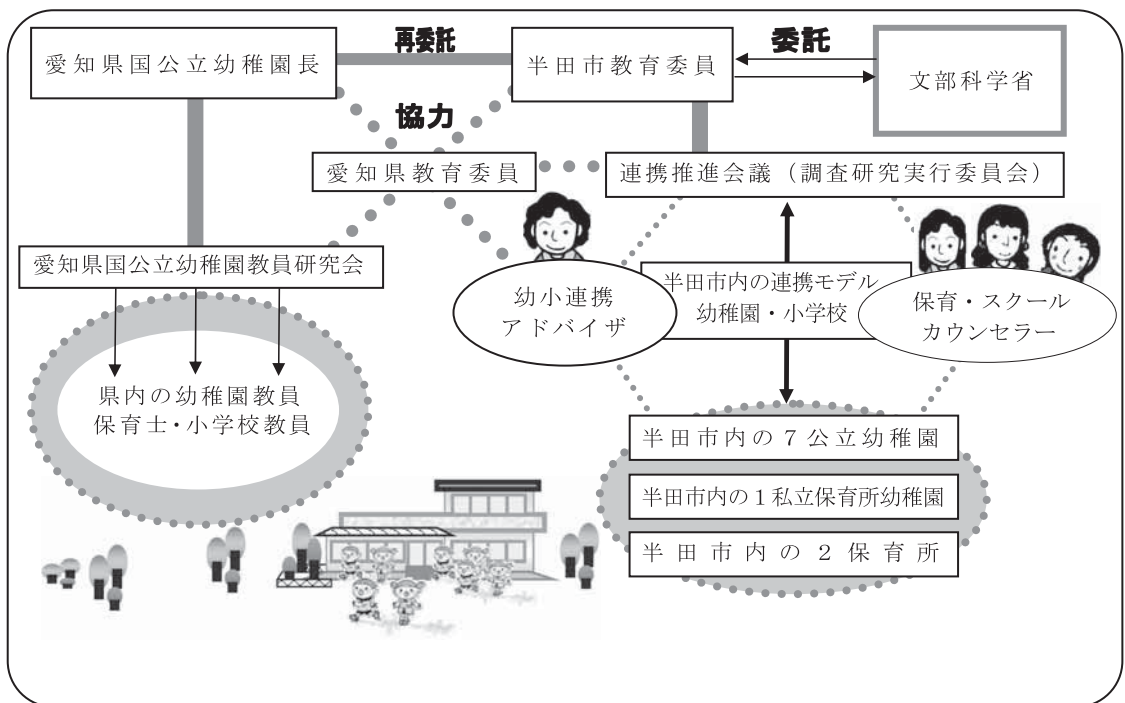 再委託
委託
愛知県国公立幼稚園長
半田市教育委員
文部科学省
協力
愛知県教育委員
連携推進会議（調査研究実行委員会）
愛知県国公立幼稚園教員研究会
幼小連携
アドバイザ
半田市内の連携モデル
幼稚園・小学校
保育・スクール
カウンセラー
県内の幼稚園教員
保育士・小学校教員
半田市内の７公立幼稚園
半田市内の１私立保育所幼稚園
半田市内の２保育所